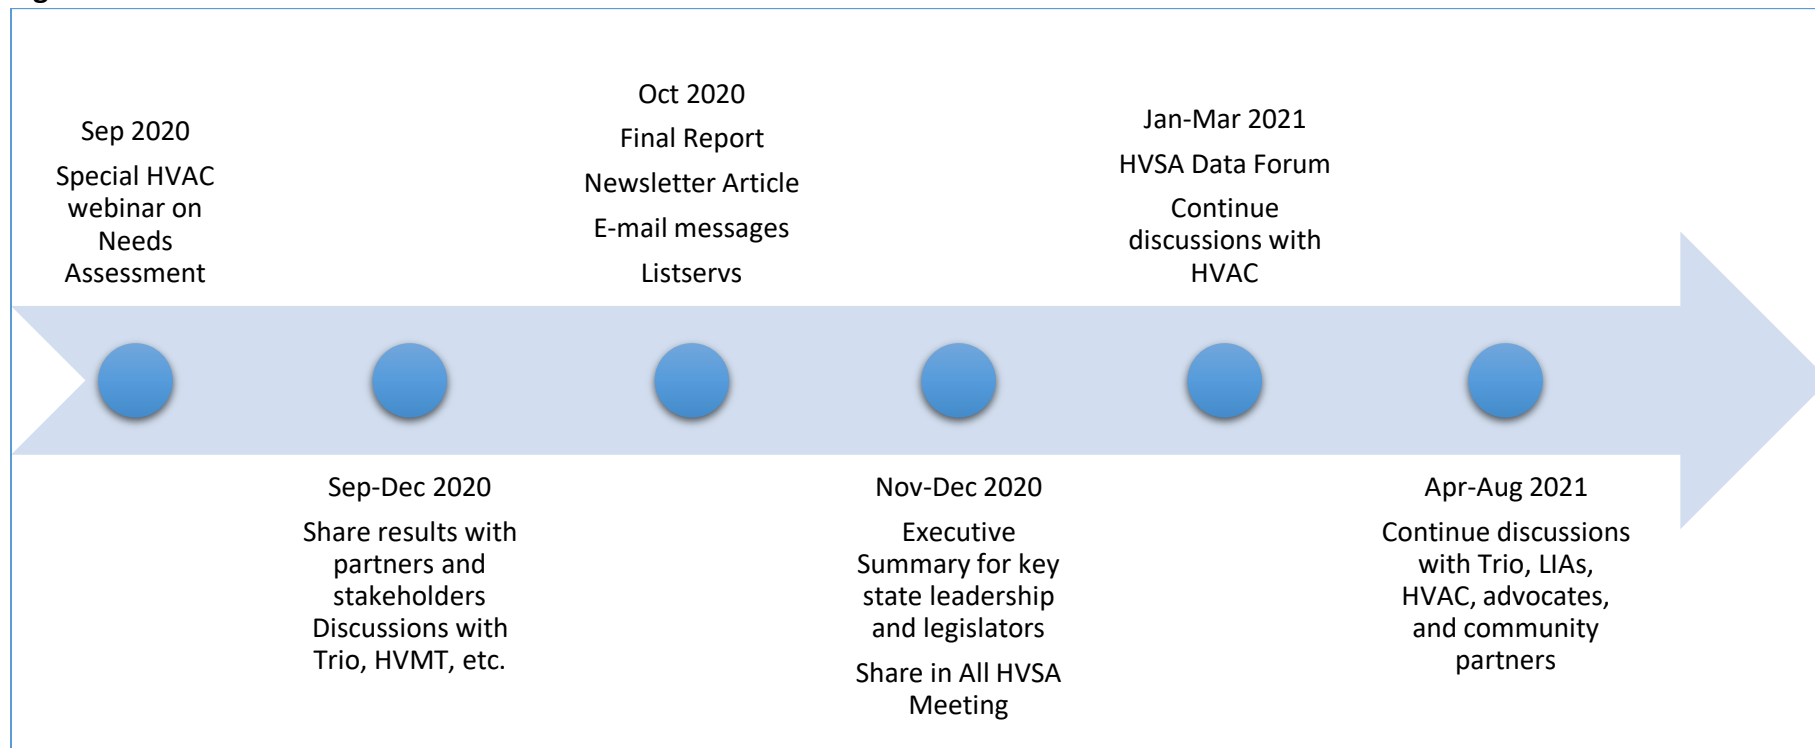 Sep 2020
Special HVAC
webinar on
Needs
Assessment
Sep-Dec 2020
Share results with
partners and
stakeholders
Discussions with
Trio, HVMT, etc.
Oct 2020
Final Report
Newsletter Article
E-mail messages
Listservs
Nov-Dec 2020
Executive
Summary for key
state leadership
and legislators
Share in All HVSA
Meeting
Jan-Mar 2021
HVSA Data Forum
Continue
discussions with
HVAC
Apr-Aug 2021
Continue discussions
with Trio, LIAs,
HVAC, advocates,
and community
partners